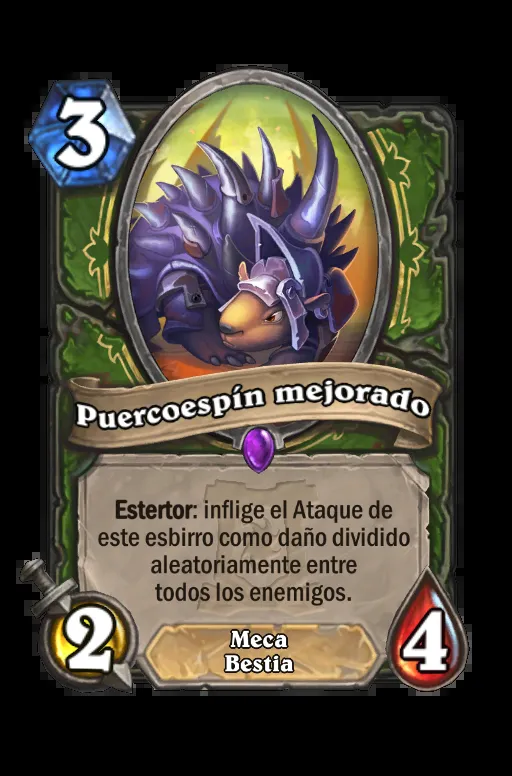 3
Puercoespín mejorado
Estertor: inflige el Ataque de
este esbirro como daño dividido
aleatoriamente entre
todos los enemigos.
2
Meca
Bestia
4